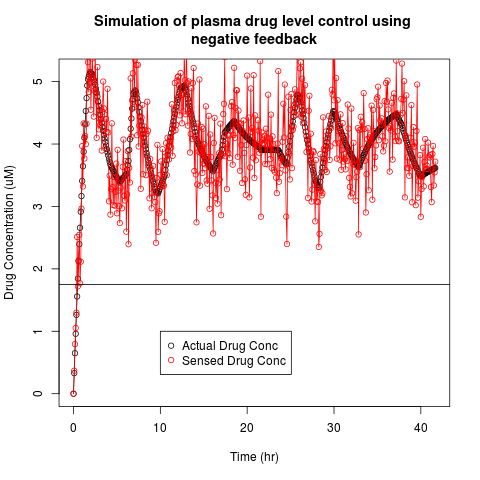 Simulation of plasma drug level control using
negative feedback
Drug Concentration (uM)
5
4
3
2
1
0
Actual Drug Conc
Sensed Drug Conc
0 10 20 30 40
Time (hr)